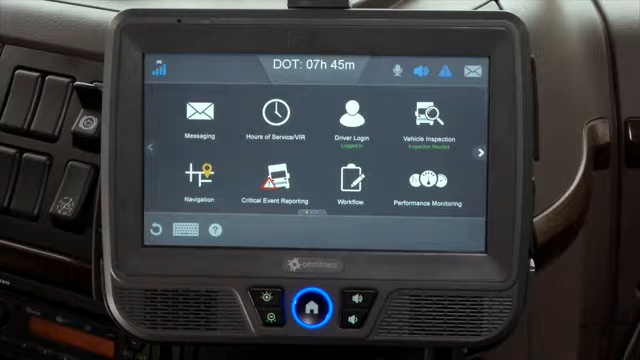 DOT: 07h 45m
Messaging
Hours of Service/VIR
Driver Login
Logged In
Vehicle Inspection
Inspection Needed
Navigation
Critical Event Reporting
Workflow
Performance Monitoring
?
omnitracs